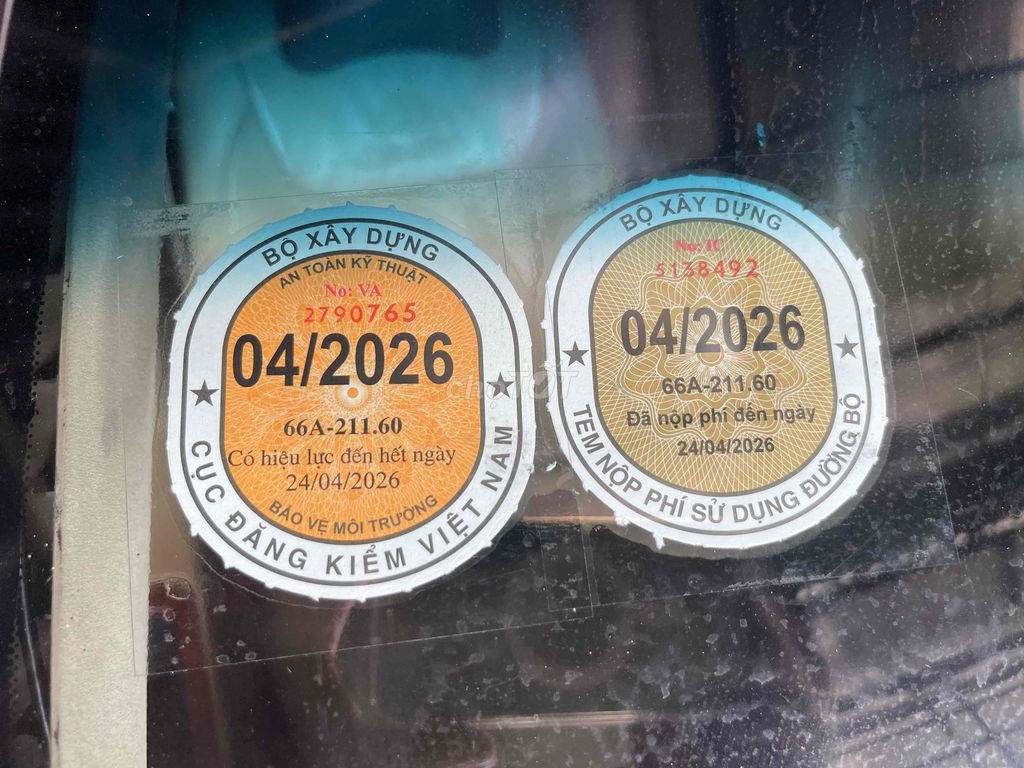 BỘ XÂY DỰNG
AN TOÀN KỸ THUẬT
No: VA
2790765
04/2026
66A-211.60
Có hiệu lực đến hết ngày
24/04/2026
BẢO VỆ MÔI TRƯỜNG
CỤC ĐĂNG KIỂM VIỆT NAM
BỘ XÂY DỰNG
No: IC
5138492
04/2026
66A-211.60
Đã nộp phí đến ngày
24/04/2026
TEM NỘP PHÍ SỬ DỤNG ĐƯỜNG BỘ
chợ TỐT